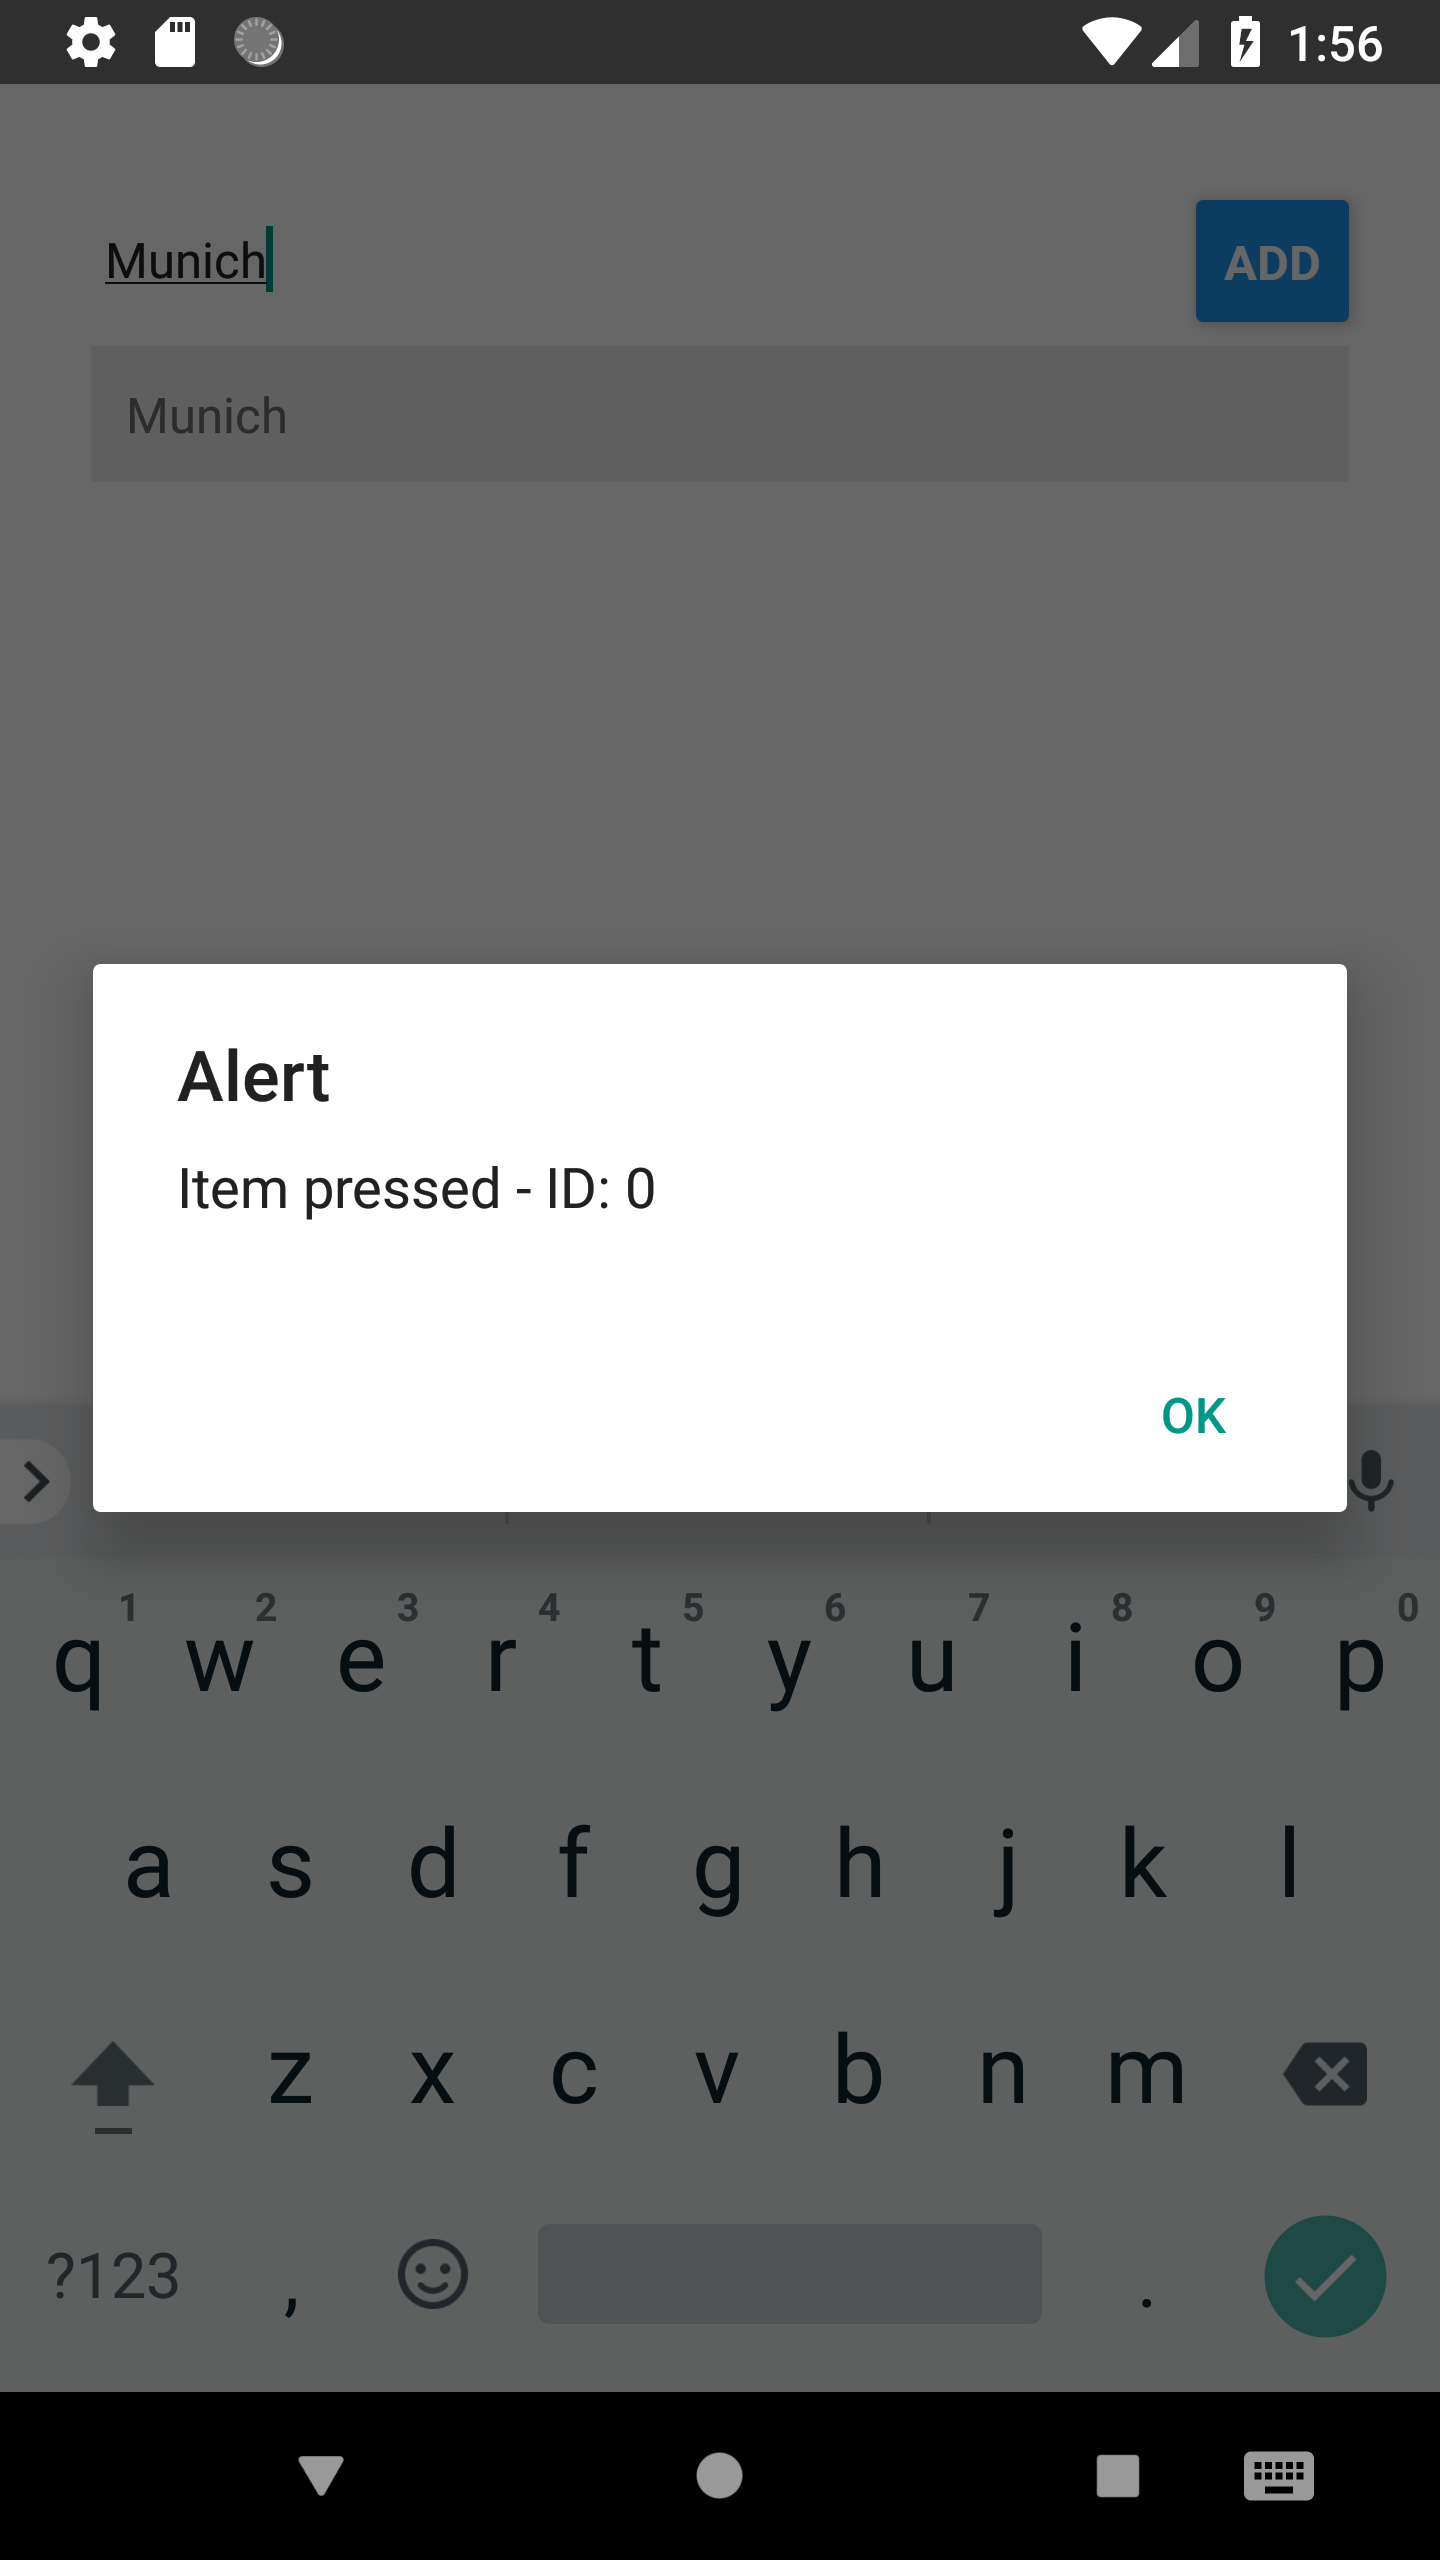 1:56
Munich
ADD
Munich
Alert
Item pressed - ID: 0
OK
1 2 3 4 5 6 7 8 9 0
q w e r t y u i o p
a s d f g h j k l
z x c v b n m
?123 , .